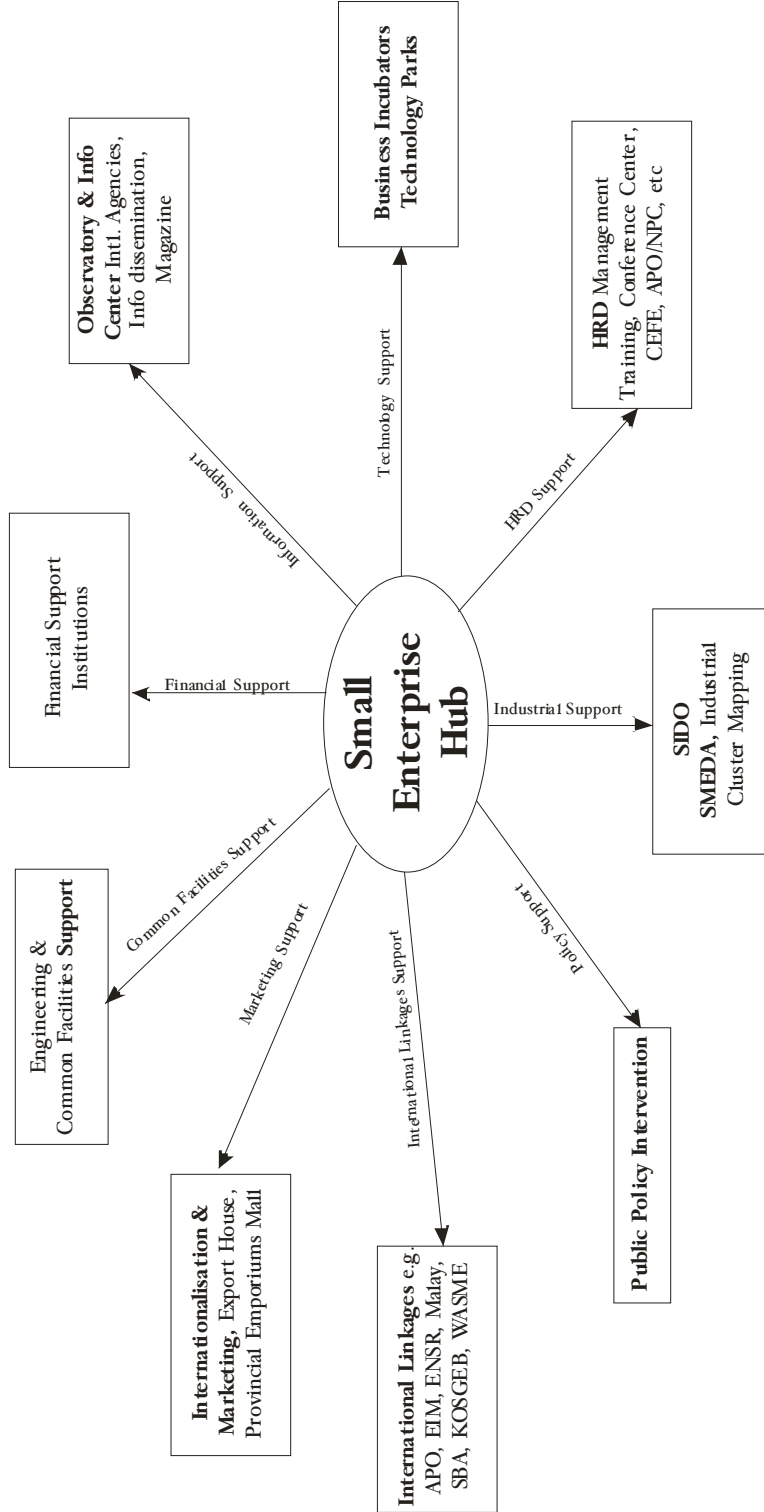 Engineering &
Common Facilities Support
Financial Support
Institutions
Observatory & Info
Center Intl. Agencies,
Info dissemination,
Magazine
Internationalisation &
Marketing, Export House,
Provincial Emporiums Mall
Common Facilities Support
Financial Support
Information Support
Marketing Support
Small
Enterprise
Hub
Technology Support
Business Incubators
Technology Parks
International Linkages Support
International Linkages e.g.
APO, EIM, ENSR, Malay,
SBA, KOSGEB, WASME
Policy Support
Industrial Support
HRD Support
Public Policy Intervention
SIDO
SMEDA, Industrial
Cluster Mapping
HRD Management
Training, Conference Center,
CEFE, APO/NPC, etc